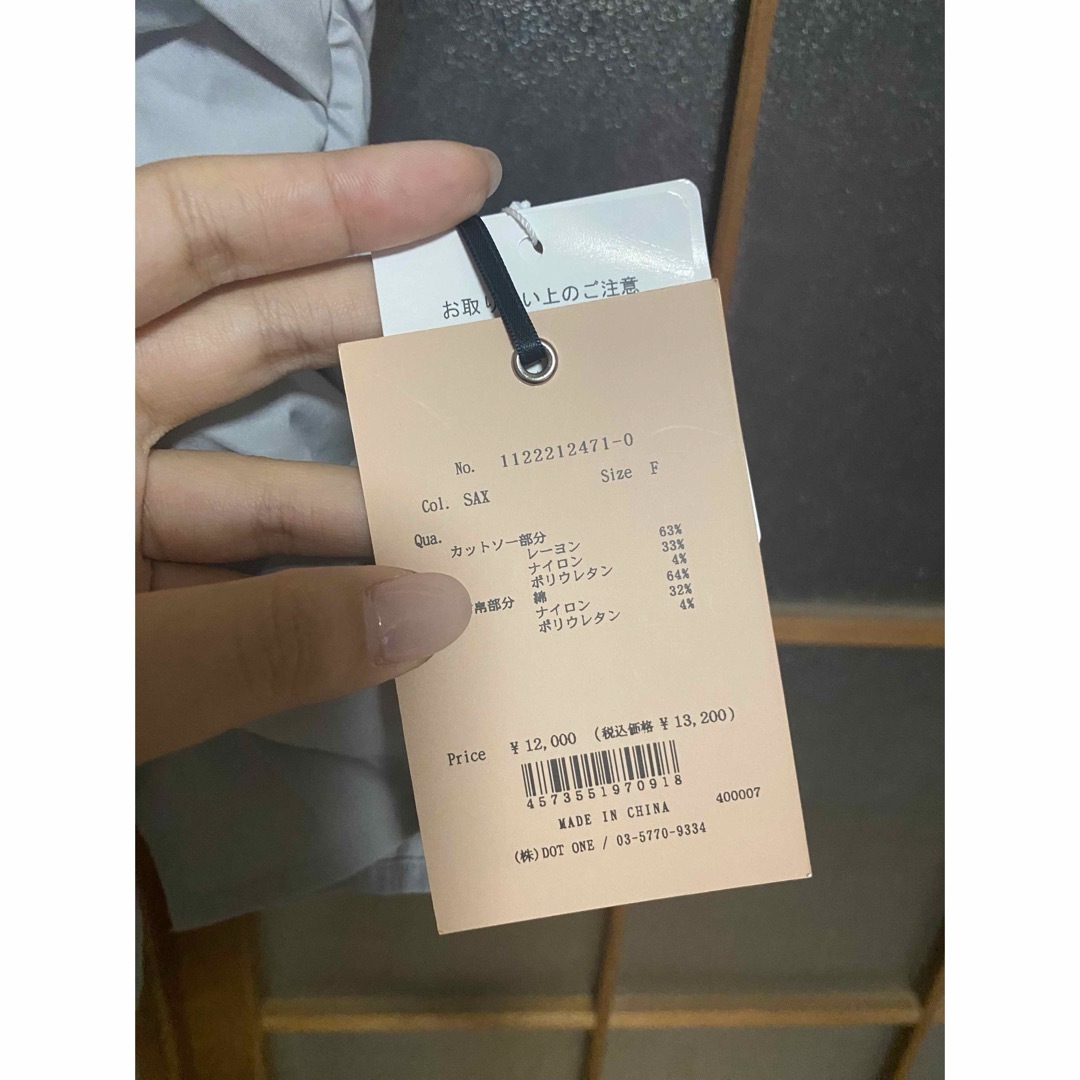 お取り い上のご注意
No. 1122212471-0
Col. SAX Size F
Qua. カットソー部分
レーヨン 63%
ナイロン 33%
ポリウレタン 4%
帛部分 綿 64%
ナイロン 32%
ポリウレタン 4%
Price ¥12,000 (税込価格 ¥13,200)
4573551970918
MADE IN CHINA 400007
(株)DOT ONE / 03-5770-9334